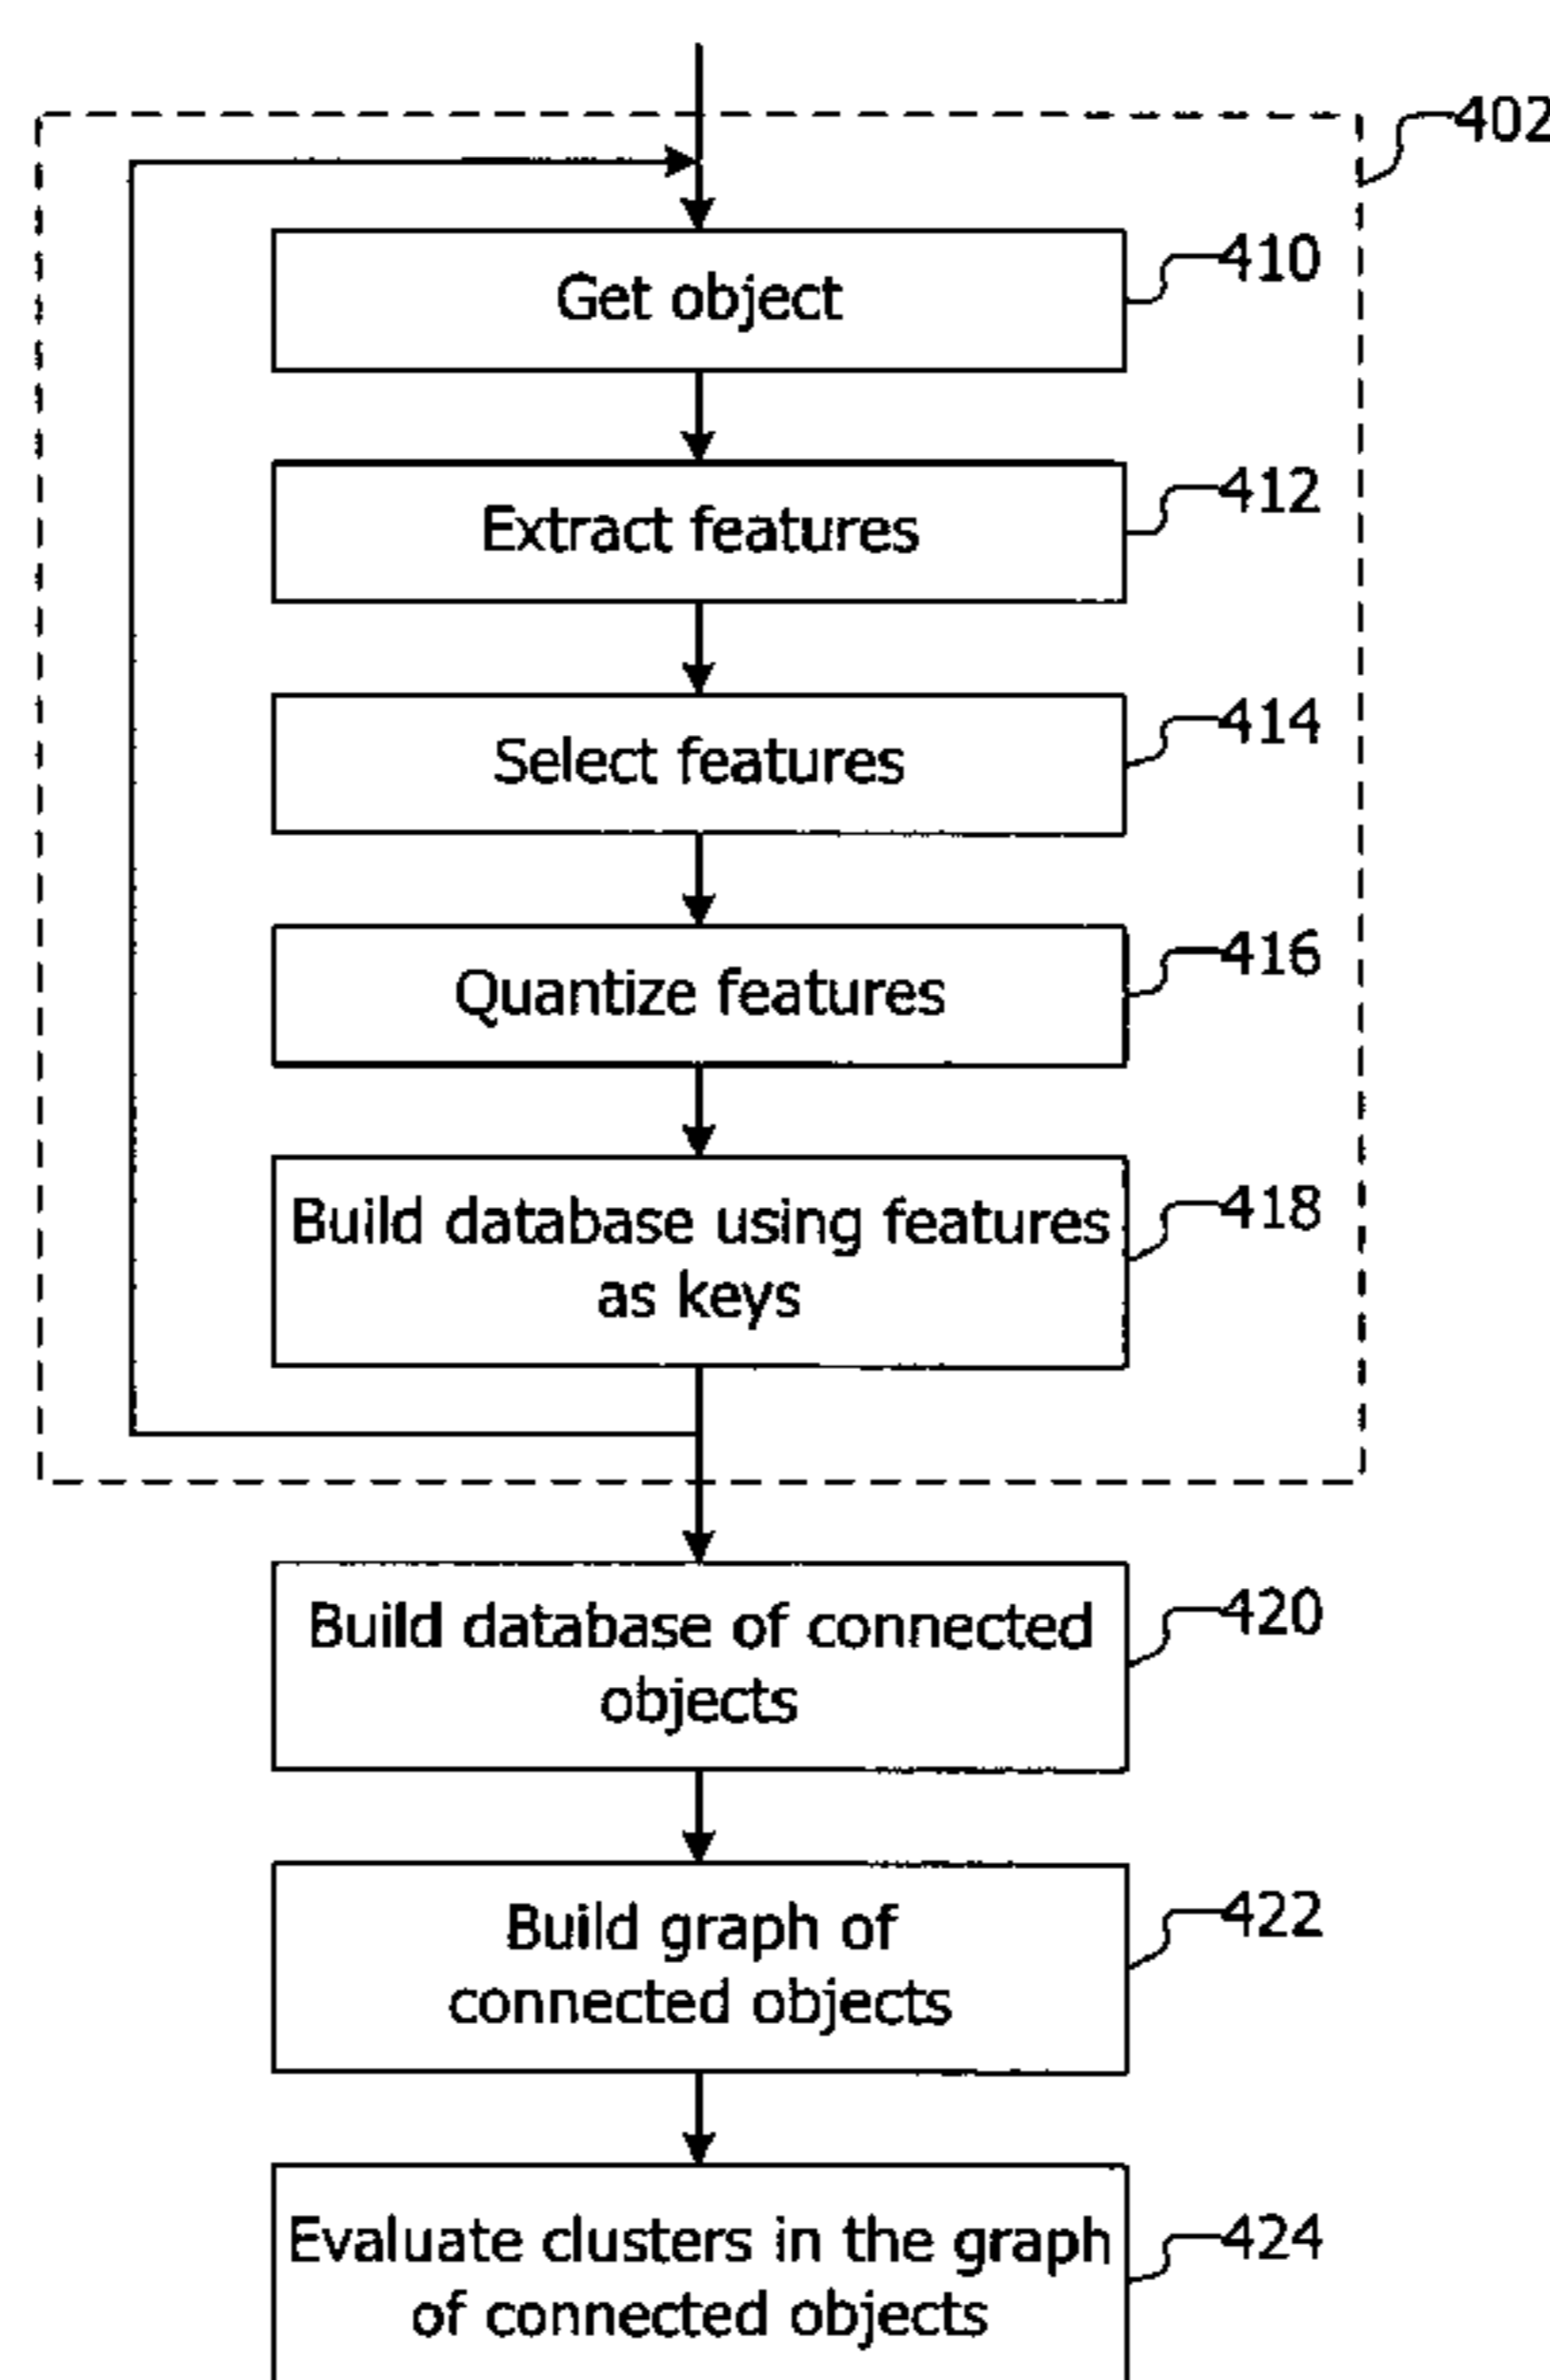 402
Get object
410
Extract features
412
Select features
414
Quantize features
416
Build database using features
as keys
418
Build database of connected
objects
420
Build graph of
connected objects
422
Evaluate clusters in the graph
of connected objects
424